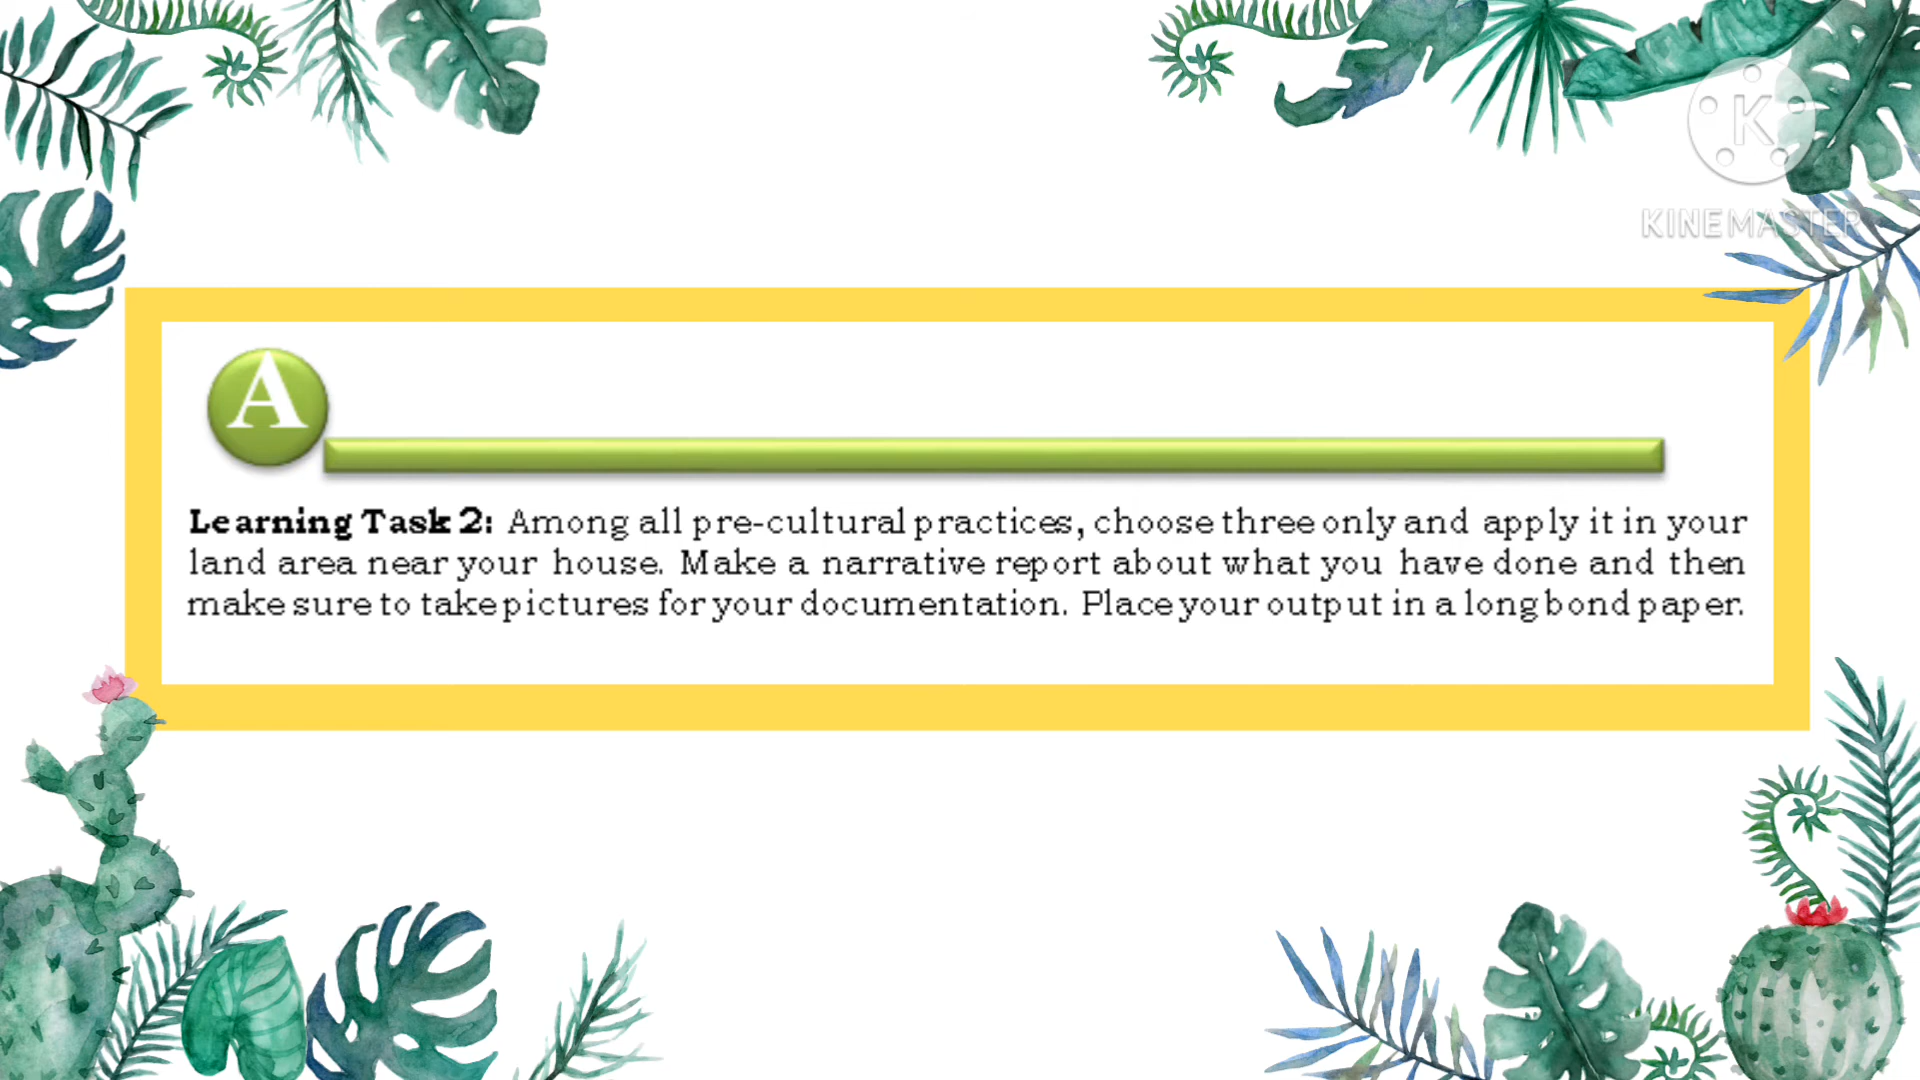 K
KINEMASTER
A
Learning Task 2: Among all pre-cultural practices, choose three only and apply it in your
land area near your house. Make a narrative report about what you have done and then
make sure to take pictures for your documentation. Place your output in a long bond paper.